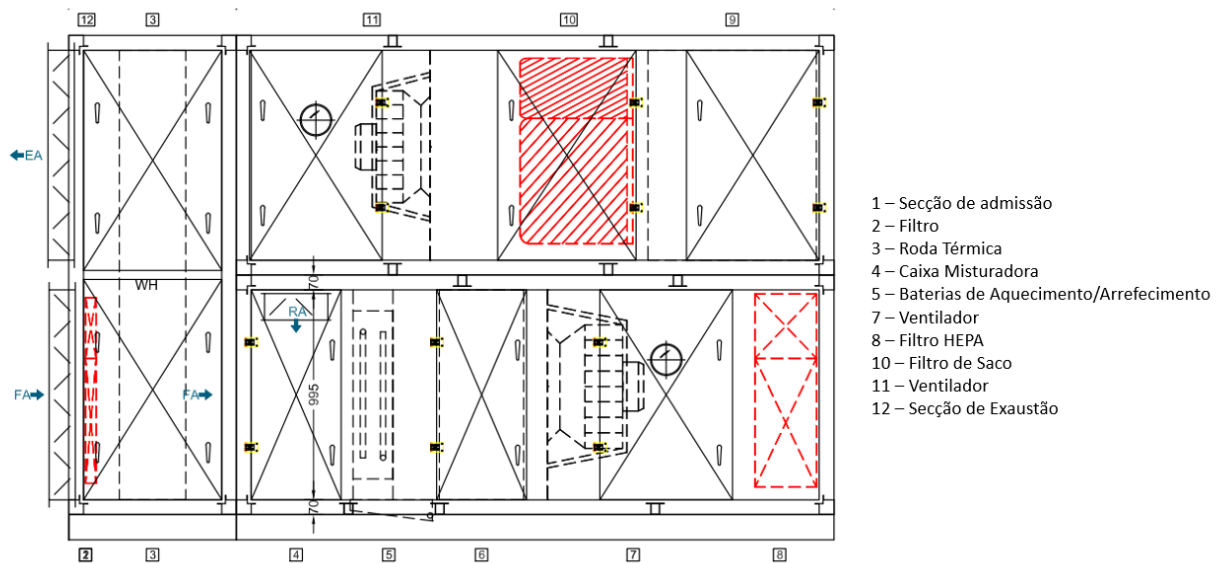 12 3 11 10 9
EA
WH
70
RA
FA FA
995
70
2 3 4 5 6 7 8
1 – Secção de admissão
2 – Filtro
3 – Roda Térmica
4 – Caixa Misturadora
5 – Baterias de Aquecimento/Arrefecimento
7 – Ventilador
8 – Filtro HEPA
10 – Filtro de Saco
11 – Ventilador
12 – Secção de Exaustão